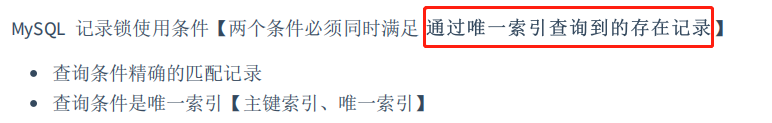 MySQL 记录锁使用条件【两个条件必须同时满足 通过唯一索引查询到的存在记录】
• 查询条件精确的匹配记录
• 查询条件是唯一索引【主键索引、唯一索引】